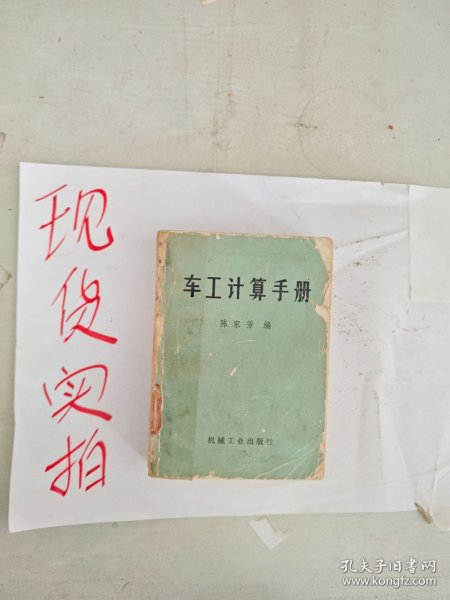 现货实拍
车工计算手册
陈家芳 编
机械工业出版社
孔夫子旧书网
www.kongfz.com